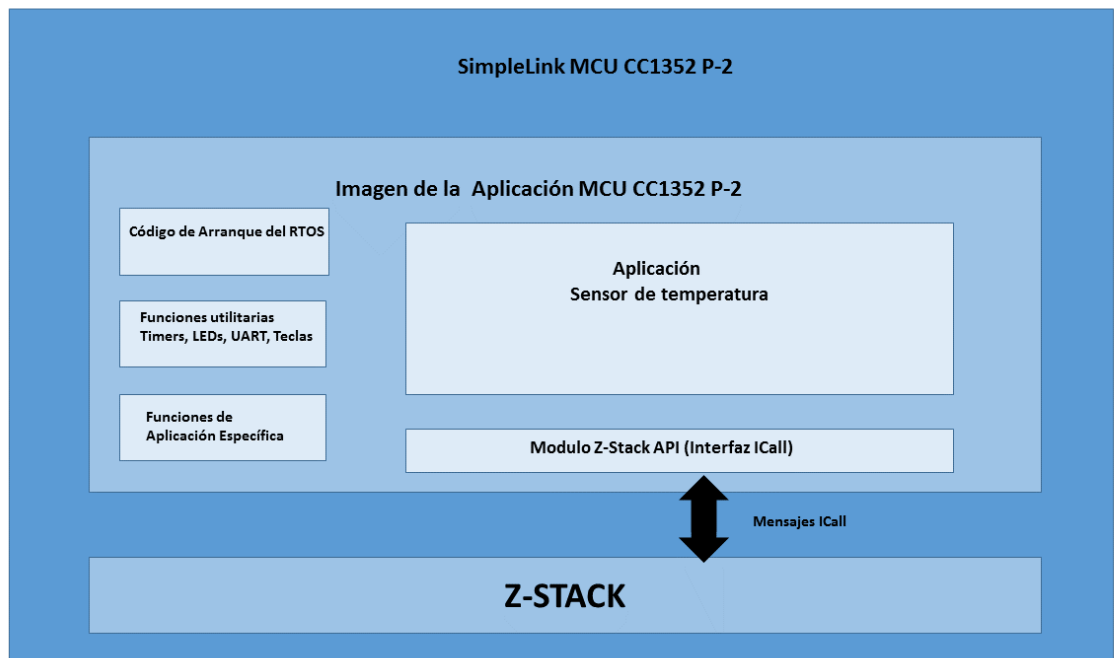 SimpleLink MCU CC1352 P-2
Imagen de la Aplicación MCU CC1352 P-2
Código de Arranque del RTOS
Funciones utilitarias
Timers, LEDs, UART, Teclas
Funciones de
Aplicación Específica
Aplicación
Sensor de temperatura
Modulo Z-Stack API (Interfaz ICall)
Mensajes ICall
Z-STACK